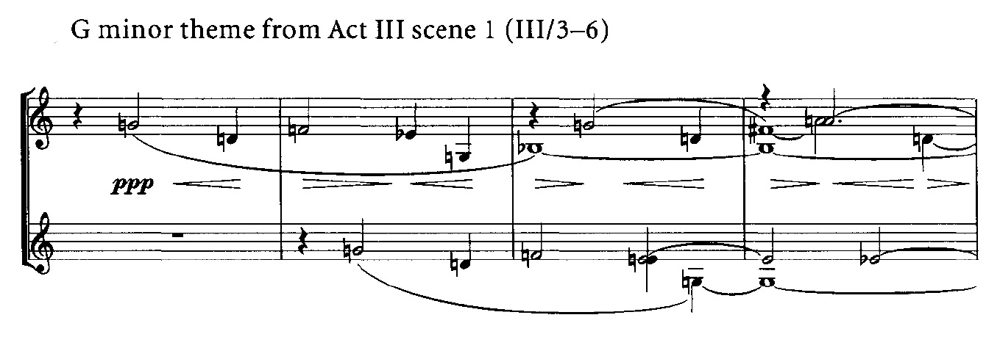 G minor theme from Act III scene 1 (III/3–6)
ppp